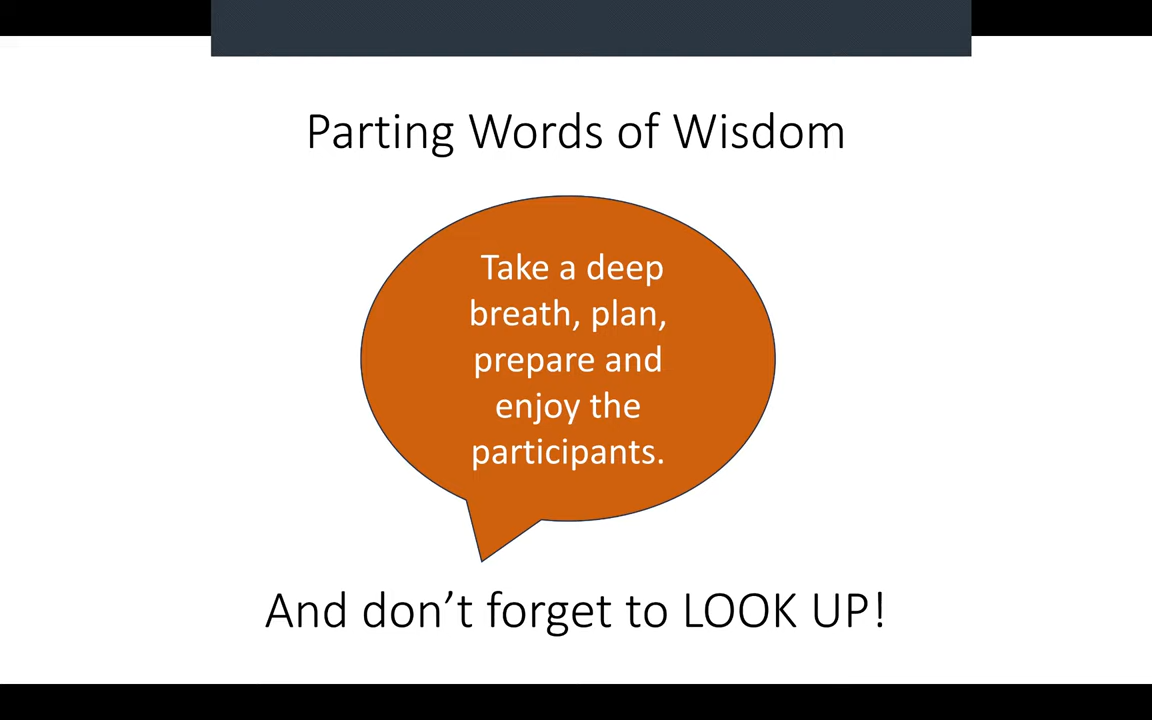 Parting Words of Wisdom
Take a deep
breath, plan,
prepare and
enjoy the
participants.
And don’t forget to LOOK UP!